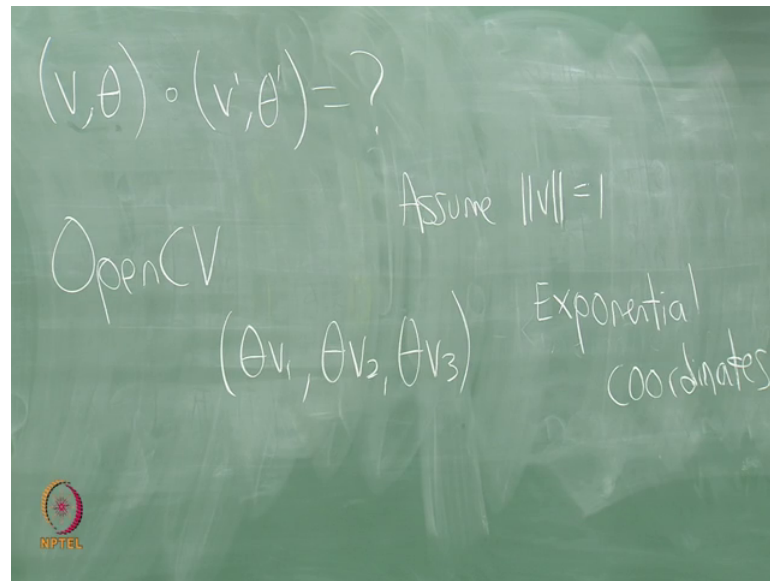 (v,θ)∘(v',θ')=?
Assume ||v||=1
OpenCV
(θv₁, θv₂, θv₃)
Exponential
coordinates
NPTEL